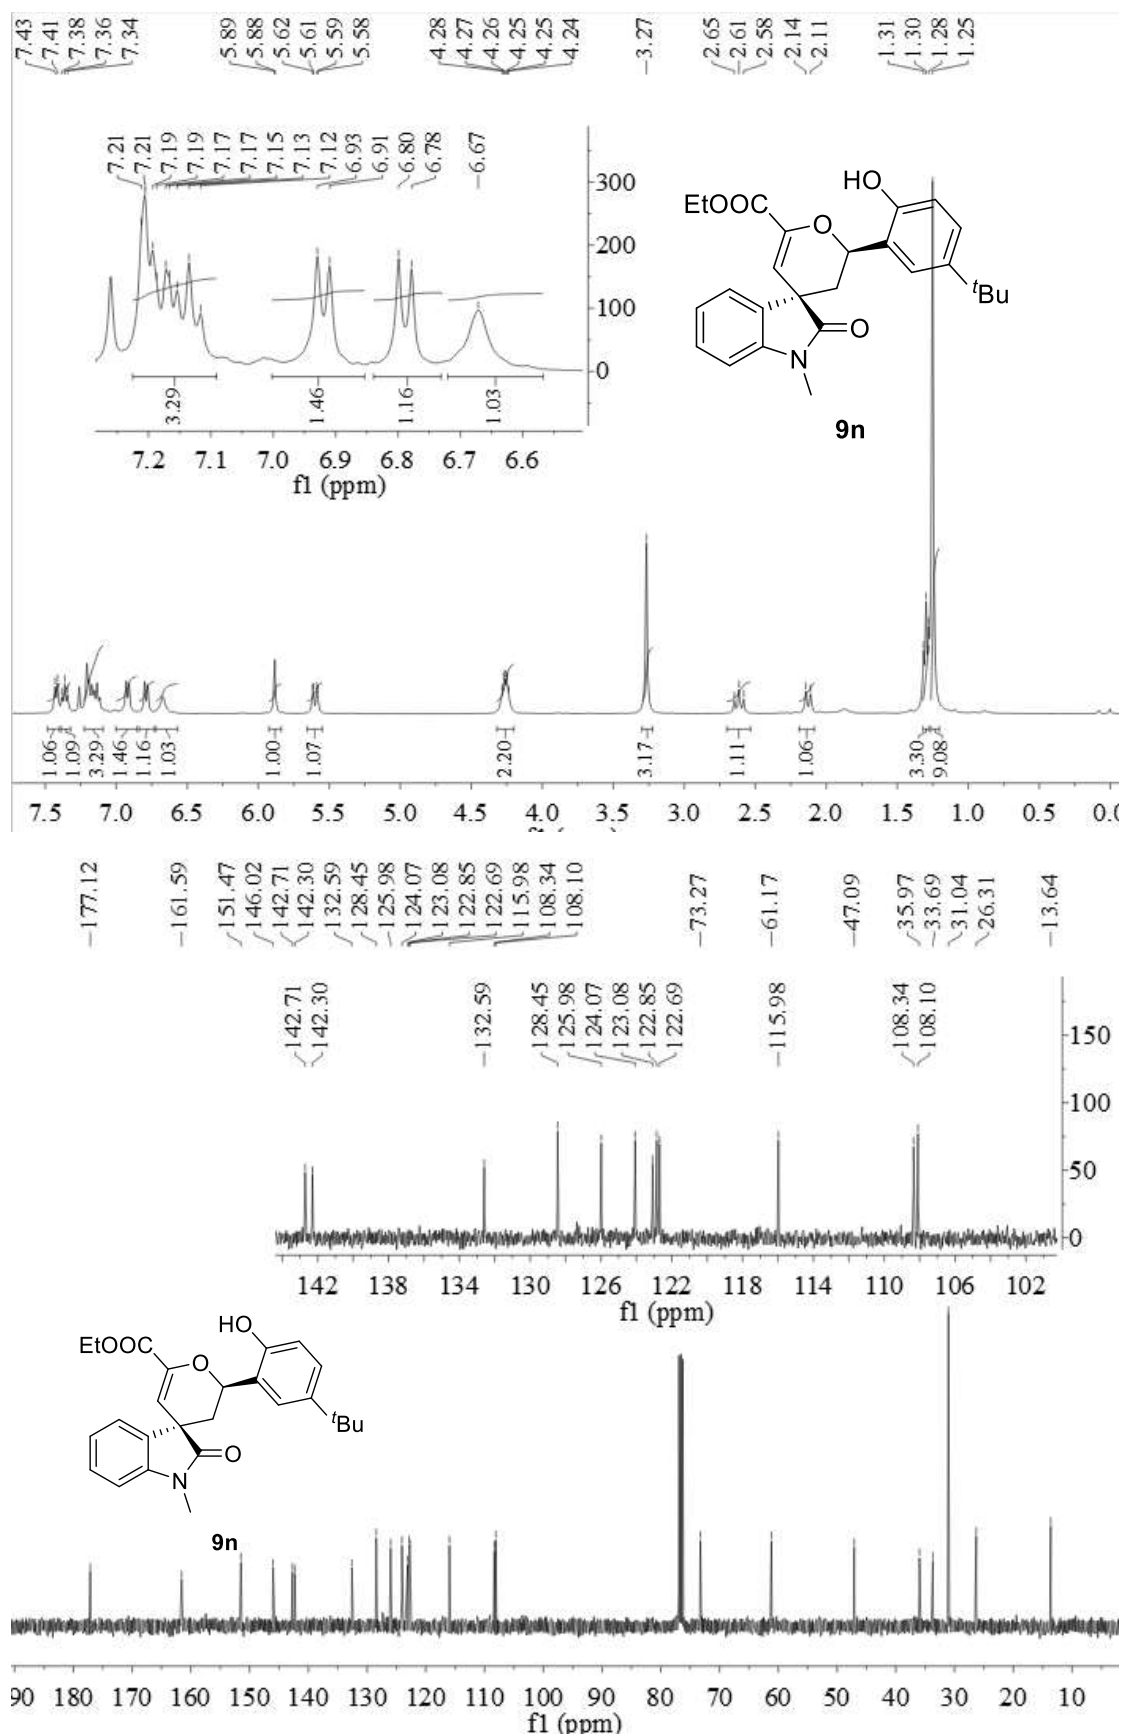 7.43 7.41 7.38 7.36 7.34 5.89 5.88 5.62 5.61 5.59 5.58 4.28 4.27 4.26 4.25 4.25 4.24 3.27 2.65 2.61 2.58 2.14 2.11 1.31 1.30 1.28 1.25
7.21 7.21 7.19 7.19 7.17 7.17 7.15 7.13 7.12 6.93 6.91 6.80 6.78 6.67
300
200
100
0
3.29 1.46 1.16 1.03
7.2 7.1 7.0 6.9 6.8 6.7 6.6
f1 (ppm)
HO
EtOOC
O
tBu
O
N
9n
1.06 1.09 3.29 1.46 1.16 1.03 1.00 1.07 2.20 3.17 1.11 1.06 3.30 9.08
7.5 7.0 6.5 6.0 5.5 5.0 4.5 4.0 3.5 3.0 2.5 2.0 1.5 1.0 0.5
177.12 161.59 151.47 146.02 142.71 142.30 132.59 128.45 125.98 124.07 123.08 122.85 122.69 115.98 108.34 108.10 73.27 61.17 47.09 35.97 33.69 31.04 26.31 13.64
142.71 142.30 132.59 128.45 125.98 124.07 123.08 122.85 122.69 115.98 108.34 108.10
150
100
50
0
142 138 134 130 126 122 118 114 110 106 102
f1 (ppm)
HO
EtOOC
O
tBu
O
N
9n
90 180 170 160 150 140 130 120 110 100 90 80 70 60 50 40 30 20 10
f1 (ppm)